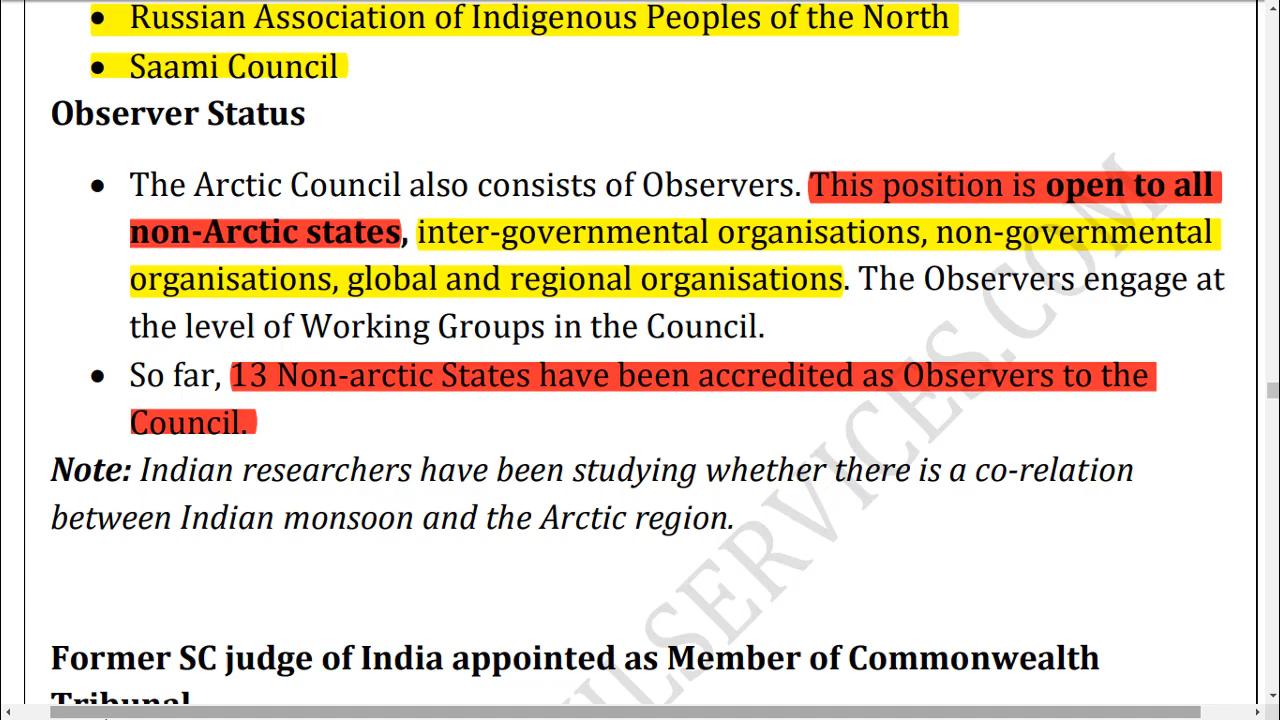 • Russian Association of Indigenous Peoples of the North
• Saami Council
Observer Status
• The Arctic Council also consists of Observers. This position is open to all
non-Arctic states, inter-governmental organisations, non-governmental
organisations, global and regional organisations. The Observers engage at
the level of Working Groups in the Council.
• So far, 13 Non-arctic States have been accredited as Observers to the
Council.
Note: Indian researchers have been studying whether there is a co-relation
between Indian monsoon and the Arctic region.
Former SC judge of India appointed as Member of Commonwealth
Tribunal
ILSERVICES.COM